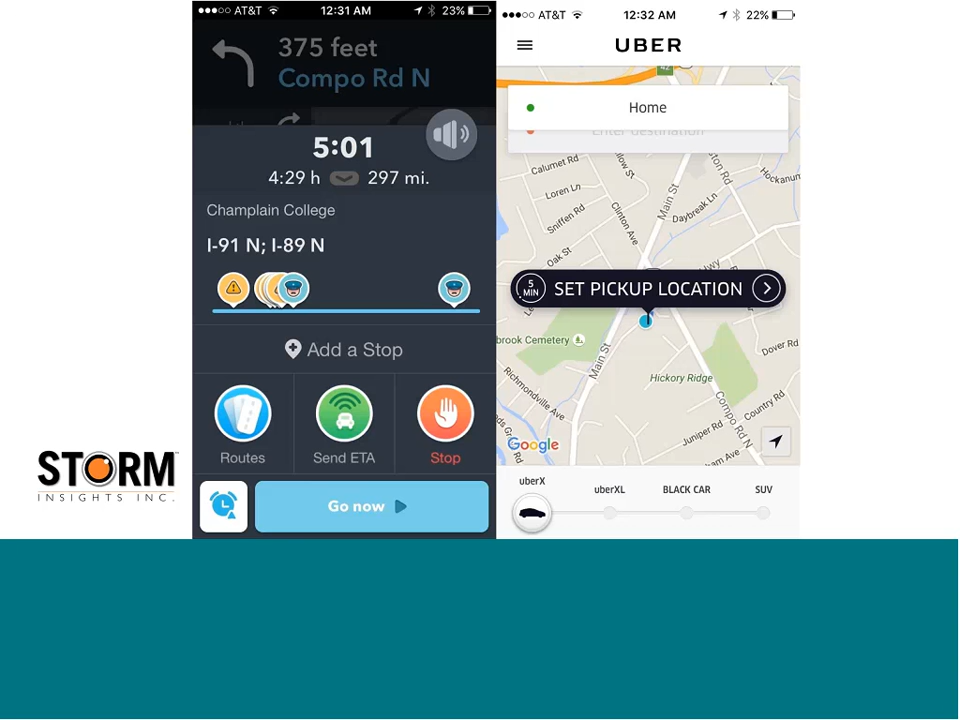 AT&T 12:31 AM 23%
375 feet
Compo Rd N
5:01
4:29 h 297 mi.
Champlain College
I-91 N; I-89 N
Add a Stop
Routes Send ETA Stop
Go now
AT&T 12:32 AM 22%
UBER
42
Home
Enter destination
Calumet Rd
Loren Ln
Sniffen Rd
Clinton Ave
Main St
Daybreak Ln
Oak St
5 MIN SET PICKUP LOCATION
brook Cemetery
Main St
Dover Rd
Hickory Ridge
Richmondville Ave
Country Rd
Compo Rd N
Juniper Rd
Google
uberX uberXL BLACK CAR SUV
STORM™
INSIGHTS INC.